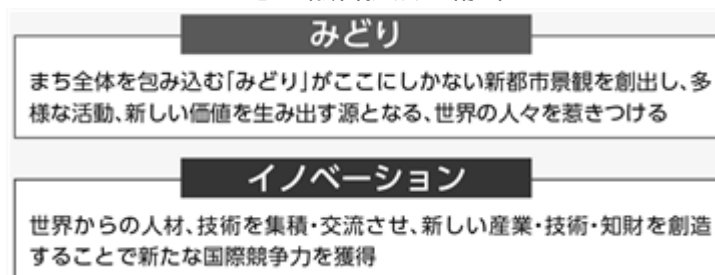 みどり
まち全体を包み込む「みどり」がここにしかない新都市景観を創出し、多
様な活動、新しい価値を生み出す源となる、世界の人々を惹きつける
イノベーション
世界からの人材、技術を集積・交流させ、新しい産業・技術・知財を創造
することで新たな国際競争力を獲得